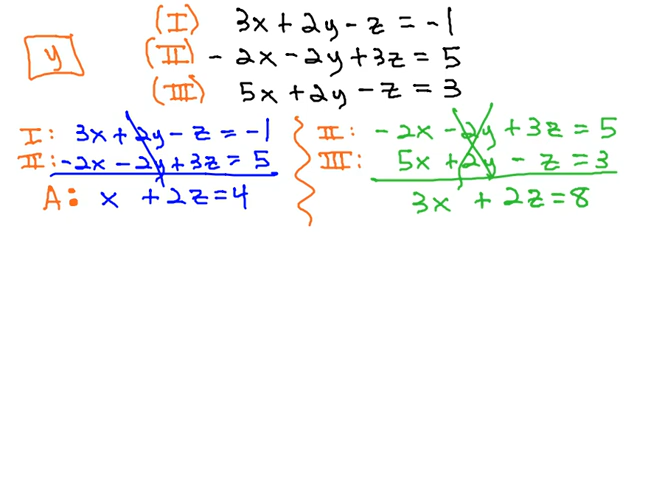 (I) 3x + 2y - z = -1
y (II) - 2x - 2y + 3z = 5
(III) 5x + 2y - z = 3
I: 3x + 2y - z = -1
II: -2x - 2y + 3z = 5
A: x + 2z = 4
II: - 2x - 2y + 3z = 5
III: 5x + 2y - z = 3
3x + 2z = 8